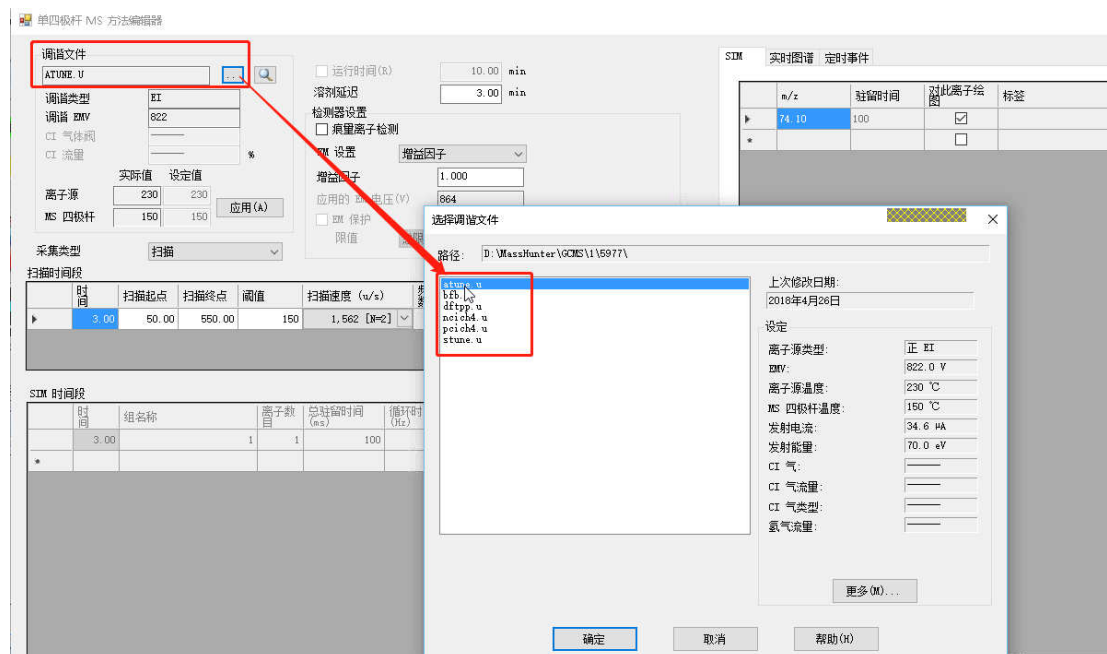 单四极杆 MS 方法编辑器
调谐文件
ATUNE.U
...
调谐类型 EI
调谐 EMV 822
CI 气体阀
CI 流量 %
实际值 设定值
离子源 230 230
MS 四极杆 150 150
应用(A)
运行时间(R) 10.00 min
溶剂延迟 3.00 min
检测器设置
痕量离子检测
EM 设置 增益因子
增益因子 1.000
应用的 EM 电压(V) 864
EM 保护
限值
采集类型 扫描
扫描时间段
时间 扫描起点 扫描终点 阈值 扫描速度 (u/s)
3.00 50.00 550.00 150 1,562 [N=2]
SIM 时间段
时间 组名称 离子数目 总驻留时间 (ms) 循环时 (Hz)
3.00 1 1 100
*
SIM 实时图谱 定时事件
m/z 驻留时间 对此离子绘图 标签
74.10 100
*
选择调谐文件
路径: D:\MassHunter\GCMS\1\5977\
atune.u
bfb.
dftpp.u
ncich4.u
pcich4.u
stune.u
上次修改日期:
2018年4月26日
设定
离子源类型: 正 EI
EMV: 822.0 V
离子源温度: 230 ℃
MS 四极杆温度: 150 ℃
发射电流: 34.6 µA
发射能量: 70.0 eV
CI 气:
CI 气流量:
CI 气类型:
氦气流量:
更多(M)...
确定 取消 帮助(H)